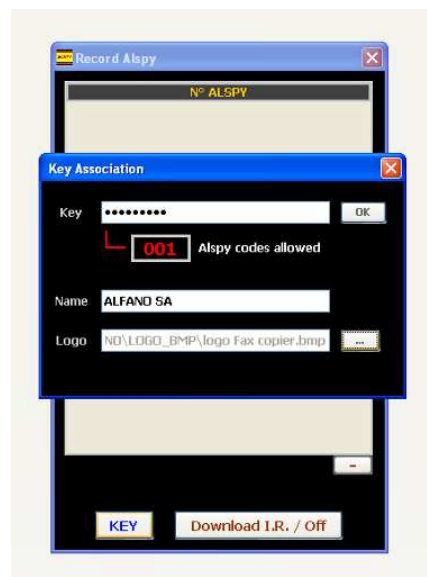 Record Alspy
N° ALSPY
Key Association
Key ●●●●●●●●● OK
001 Alspy codes allowed
Name ALFANO SA
Logo NO\LOGO_BMP\logo Fax copier.bmp ...
-
KEY Download I.R. / Off